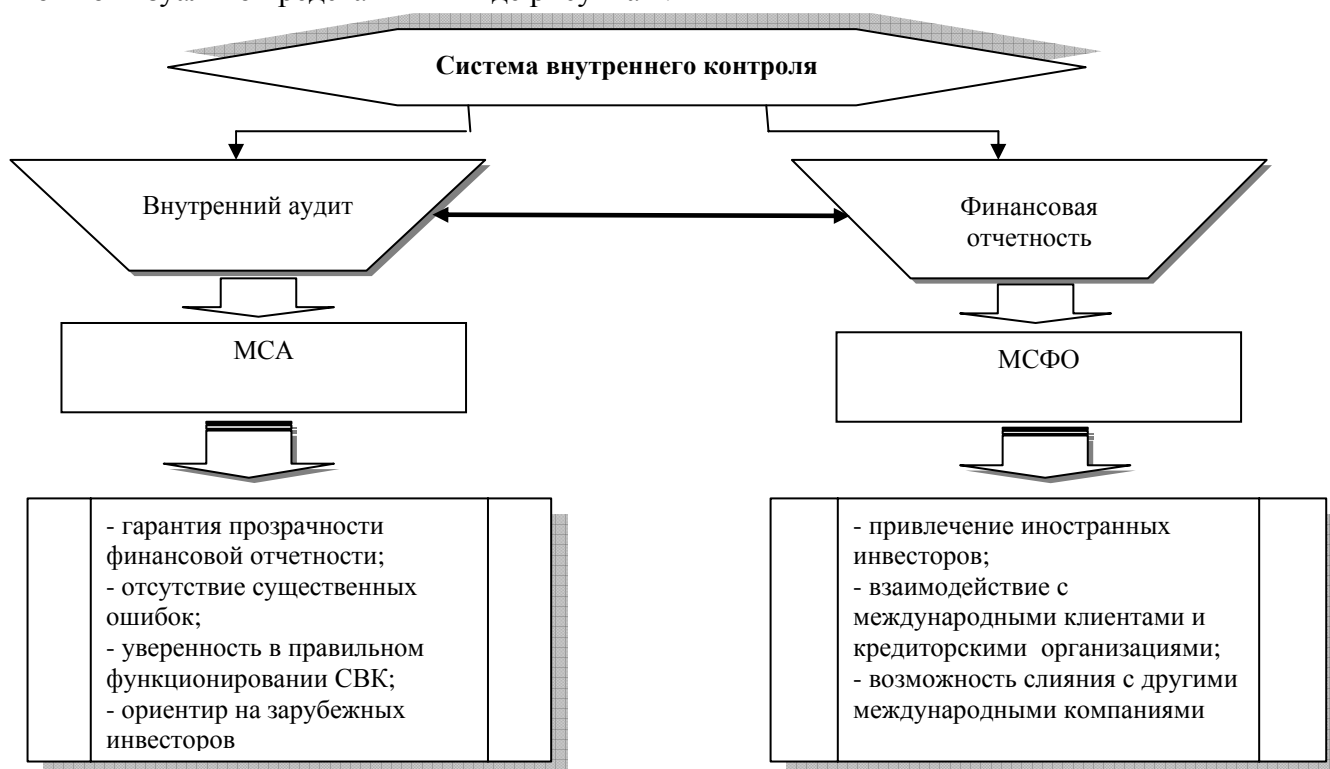 Система внутреннего контроля
Внутренний аудит
Финансовая
отчетность
МСА
МСФО
- гарантия прозрачности
финансовой отчетности;
- отсутствие существенных
ошибок;
- уверенность в правильном
функционировании СВК;
- ориентир на зарубежных
инвесторов
- привлечение иностранных
инвесторов;
- взаимодействие с
международными клиентами и
кредиторскими организациями;
- возможность слияния с другими
международными компаниями